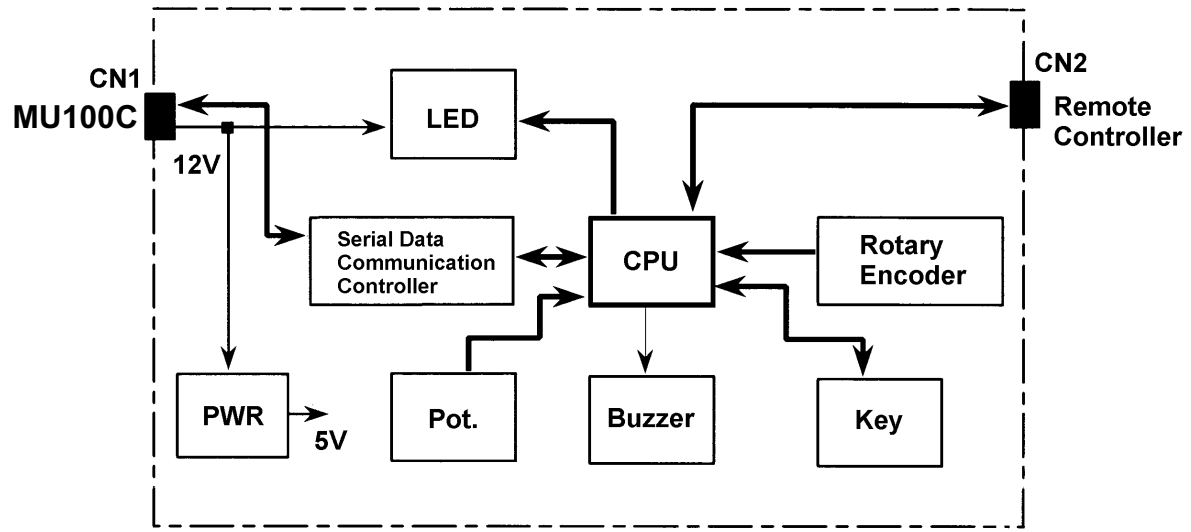 CN1
MU100C
12V
LED
CN2
Remote
Controller
Serial Data
Communication
Controller
CPU
Rotary
Encoder
PWR
5V
Pot.
Buzzer
Key